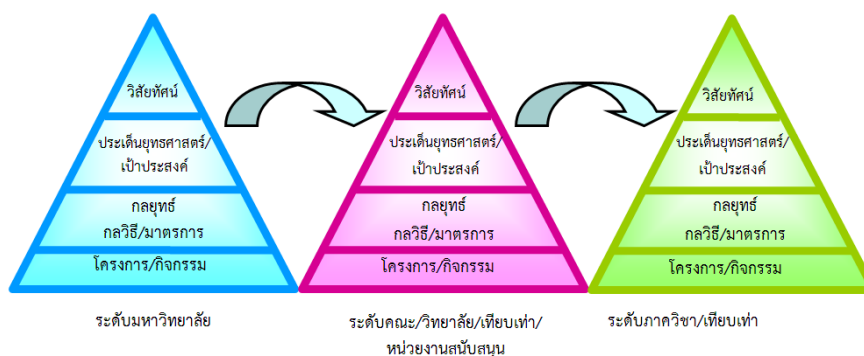 วิสัยทัศน์
ประเด็นยุทธศาสตร์/
เป้าประสงค์
กลยุทธ์
กลวิธี/มาตรการ
โครงการ/กิจกรรม
ระดับมหาวิทยาลัย
วิสัยทัศน์
ประเด็นยุทธศาสตร์/
เป้าประสงค์
กลยุทธ์
กลวิธี/มาตรการ
โครงการ/กิจกรรม
ระดับคณะ/วิทยาลัย/เทียบเท่า/
หน่วยงานสนับสนุน
วิสัยทัศน์
ประเด็นยุทธศาสตร์/
เป้าประสงค์
กลยุทธ์
กลวิธี/มาตรการ
โครงการ/กิจกรรม
ระดับภาควิชา/เทียบเท่า